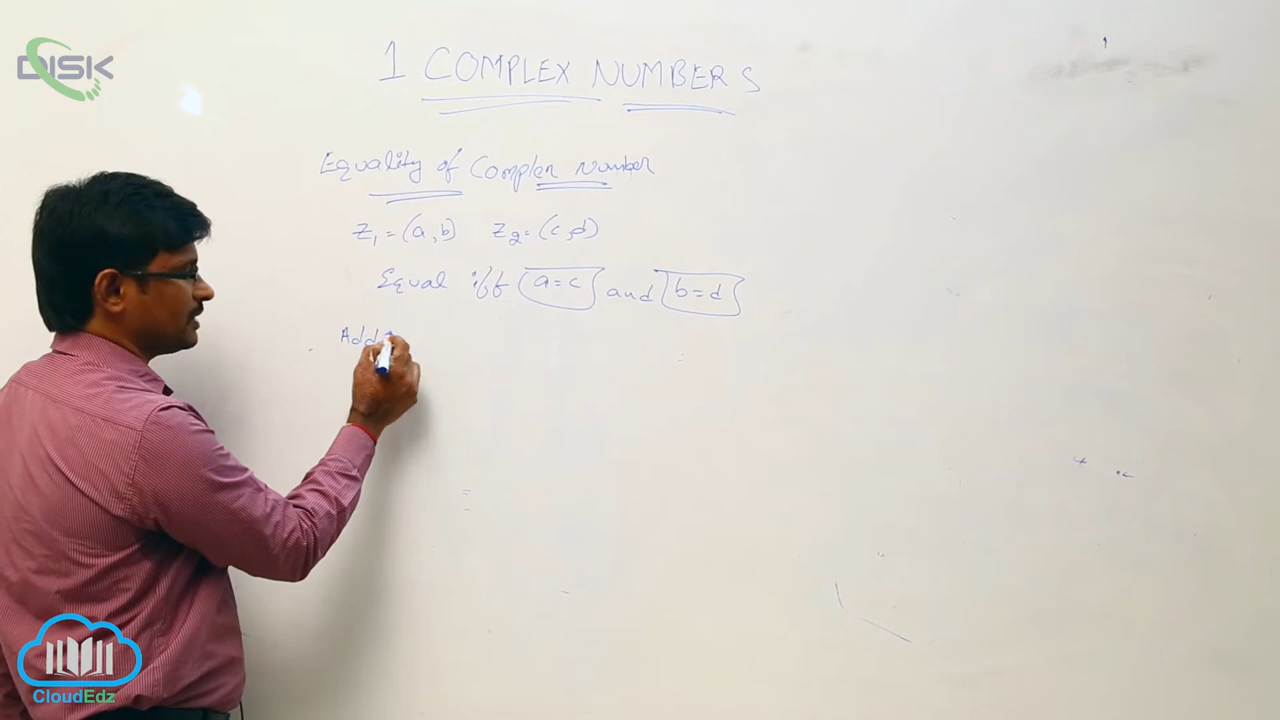 DISK
1 COMPLEX NUMBERS
Equality of Complex Number
z₁ = (a, b) z₂ = (c, d)
Equal iff a = c and b = d
Add
CloudEdz